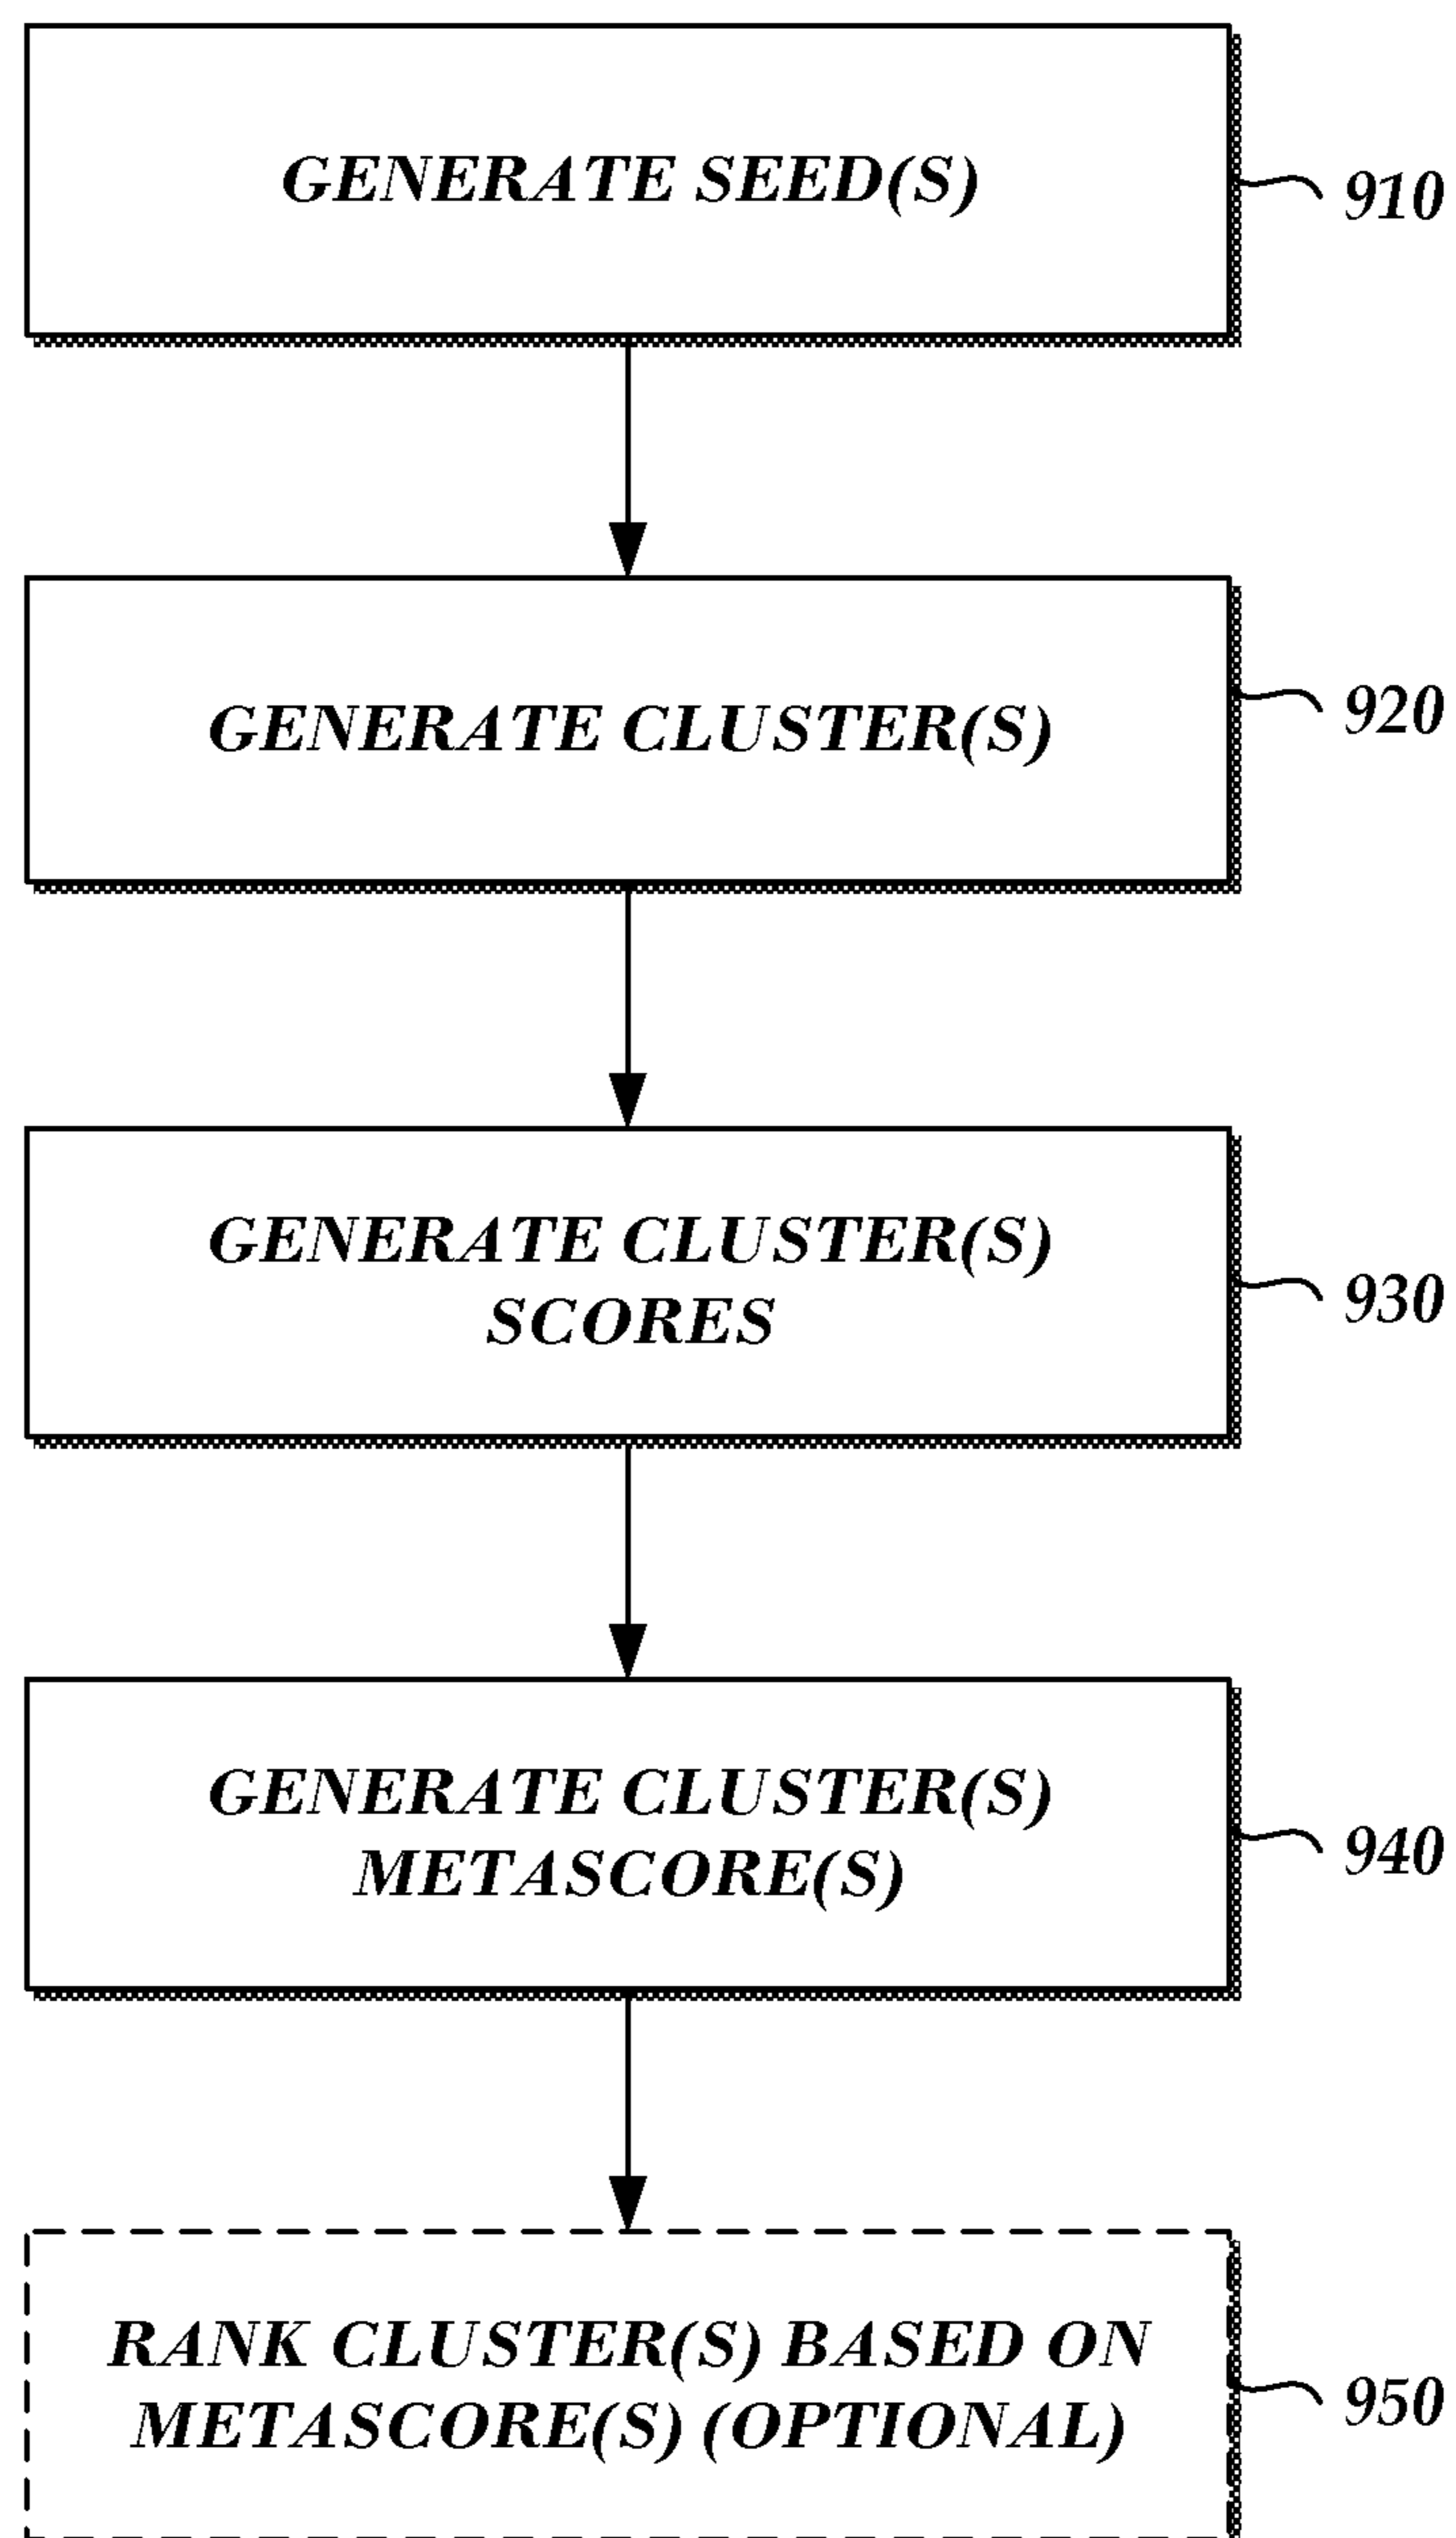 GENERATE SEED(S)
910
GENERATE CLUSTER(S)
920
GENERATE CLUSTER(S)
SCORES
930
GENERATE CLUSTER(S)
METASCORE(S)
940
RANK CLUSTER(S) BASED ON
METASCORE(S) (OPTIONAL)
950